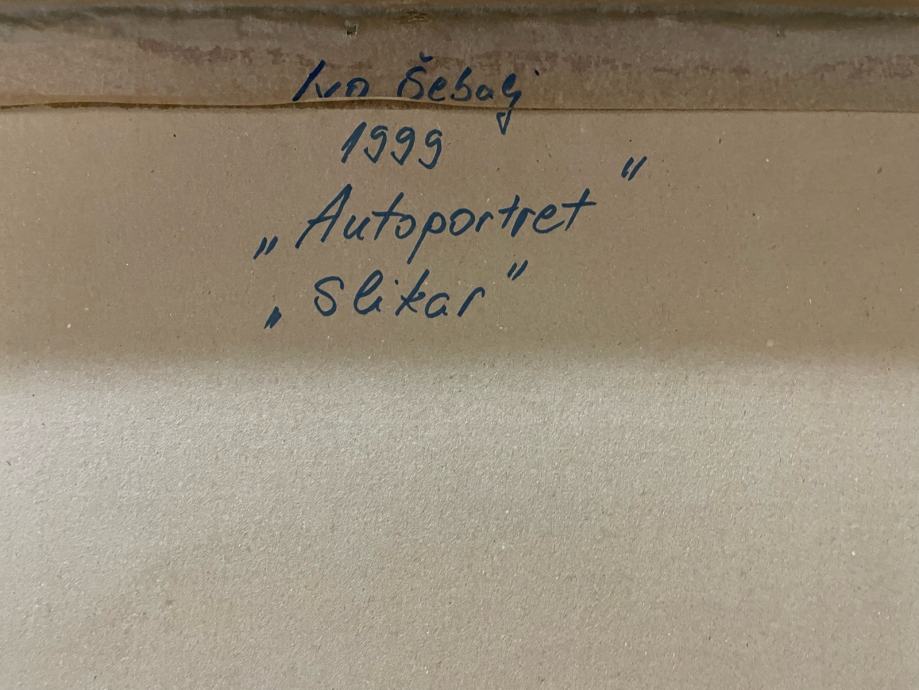 Ivo Šebalj
1999
„Autoportret"
„Slikar"